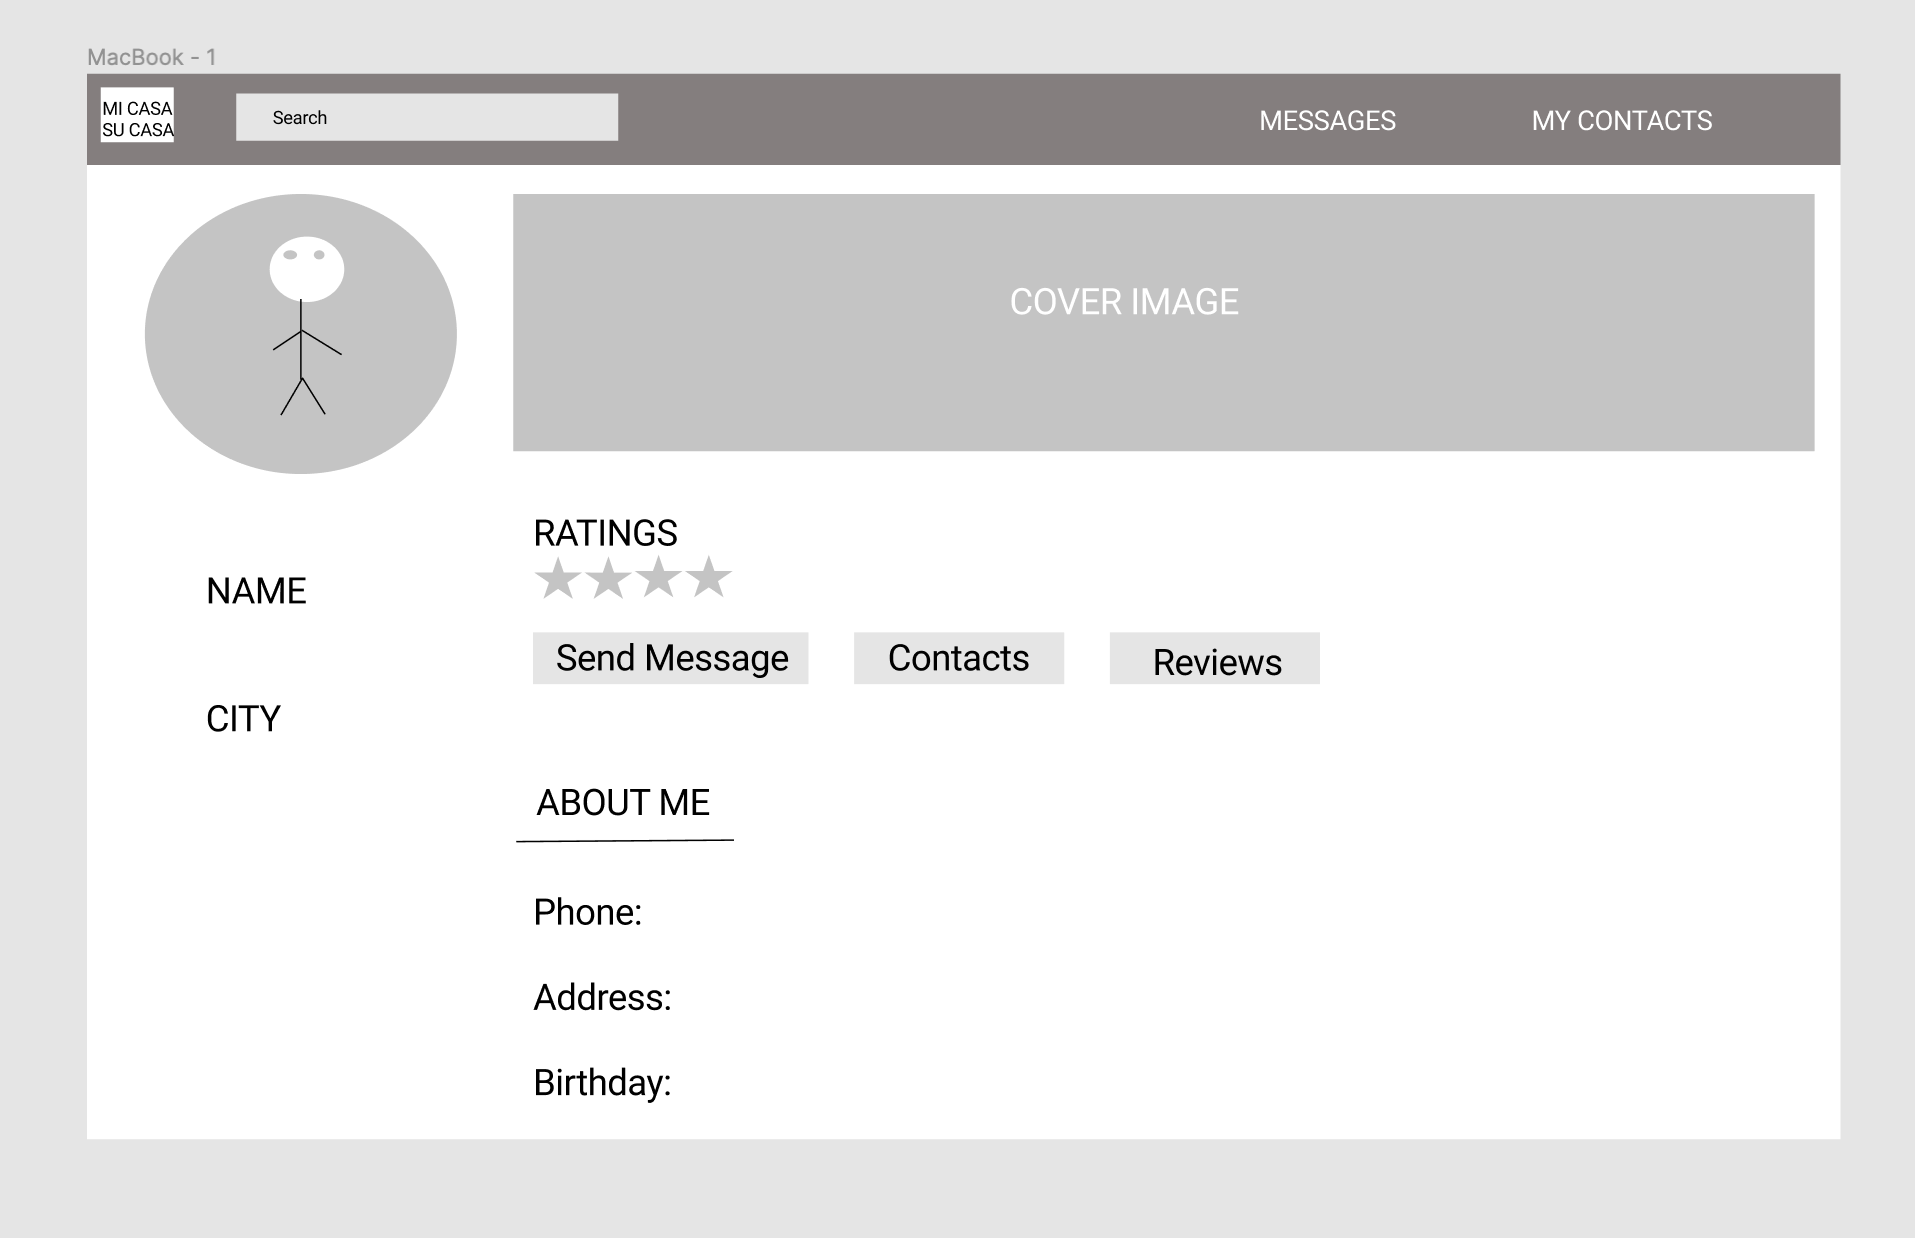 MacBook - 1
MI CASA
SU CASA
Search
MESSAGES
MY CONTACTS
COVER IMAGE
RATINGS
NAME
Send Message
Contacts
Reviews
CITY
ABOUT ME
Phone:
Address:
Birthday: